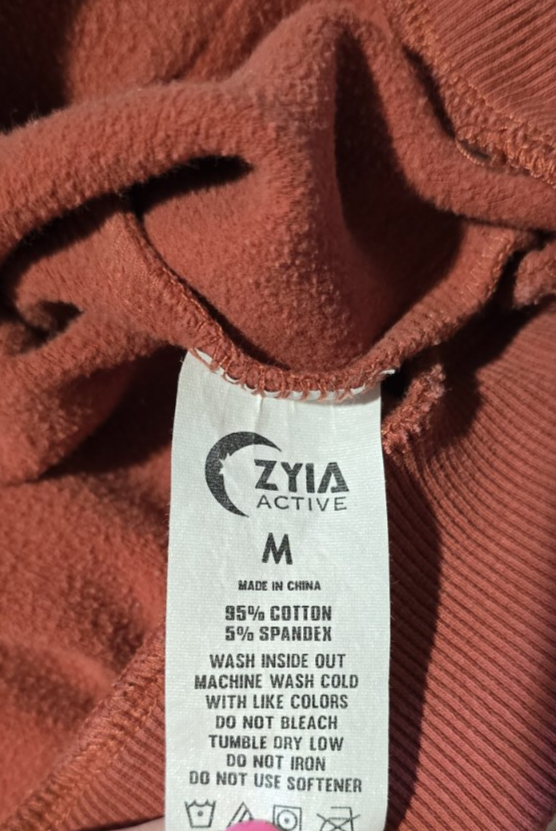 ZYIA
ACTIVE
M
MADE IN CHINA
95% COTTON
5% SPANDEX
WASH INSIDE OUT
MACHINE WASH COLD
WITH LIKE COLORS
DO NOT BLEACH
TUMBLE DRY LOW
DO NOT IRON
DO NOT USE SOFTENER